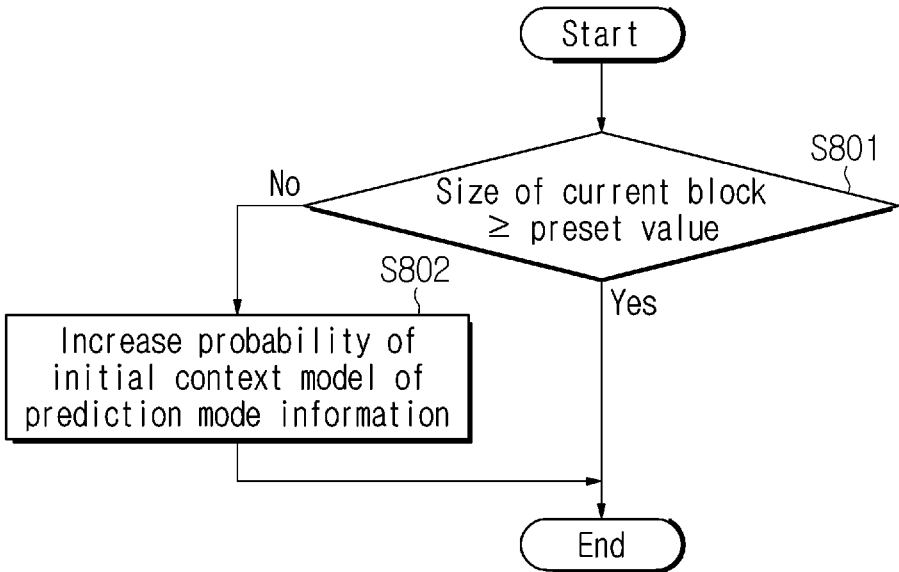 Start
S801
No
Size of current block
≥ preset value
S802
Yes
Increase probability of
initial context model of
prediction mode information
End